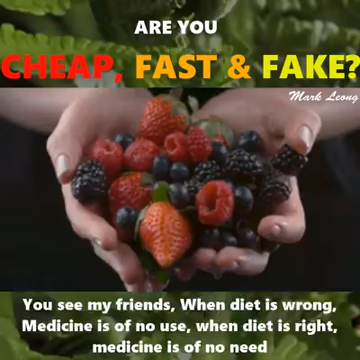 ARE YOU
CHEAP, FAST & FAKE?
Mark Leong
You see my friends, When diet is wrong,
Medicine is of no use, when diet is right,
medicine is of no need